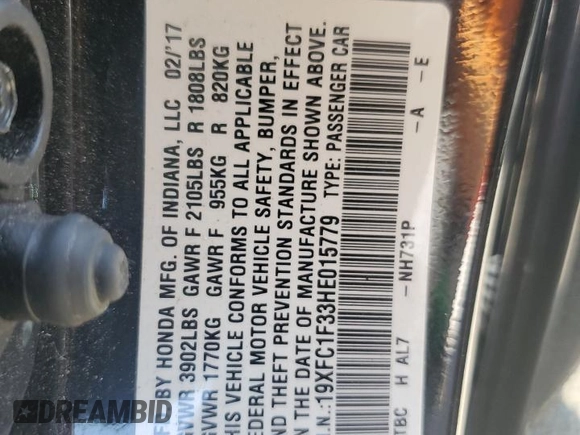 BY HONDA MFG. OF INDIANA, LLC 02/'17
GVWR 3902LBS GAWR F 2105LBS R 1808LBS
GVWR 1770KG GAWR F 955KG R 820KG
THIS VEHICLE CONFORMS TO ALL APPLICABLE
FEDERAL MOTOR VEHICLE SAFETY, BUMPER,
AND THEFT PREVENTION STANDARDS IN EFFECT
ON THE DATE OF MANUFACTURE SHOWN ABOVE.
V.I.N.:19XFC1F33HE015779 TYPE: PASSENGER CAR
-NH731P -A -E
TBC H AL7
DREAMBID